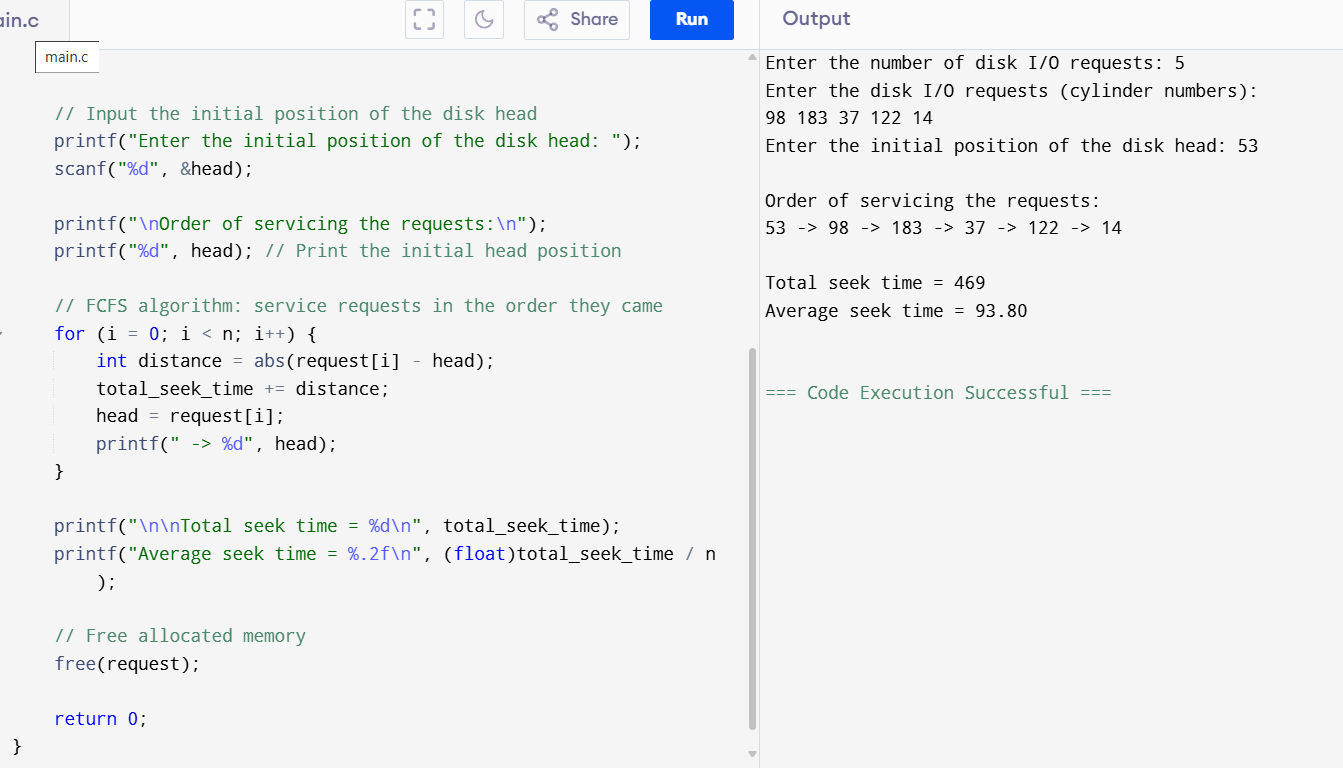 ain.c
Share
Run
Output
main.c
    // Input the initial position of the disk head
    printf("Enter the initial position of the disk head: ");
    scanf("%d", &head);
    printf("\nOrder of servicing the requests:\n");
    printf("%d", head); // Print the initial head position
    // FCFS algorithm: service requests in the order they came
    for (i = 0; i < n; i++) {
        int distance = abs(request[i] - head);
        total_seek_time += distance;
        head = request[i];
        printf(" -> %d", head);
    }
    printf("\n\nTotal seek time = %d\n", total_seek_time);
    printf("Average seek time = %.2f\n", (float)total_seek_time / n
        );
    // Free allocated memory
    free(request);
    return 0;
}
Enter the number of disk I/O requests: 5
Enter the disk I/O requests (cylinder numbers):
98 183 37 122 14
Enter the initial position of the disk head: 53
Order of servicing the requests:
53 -> 98 -> 183 -> 37 -> 122 -> 14
Total seek time = 469
Average seek time = 93.80
=== Code Execution Successful ===